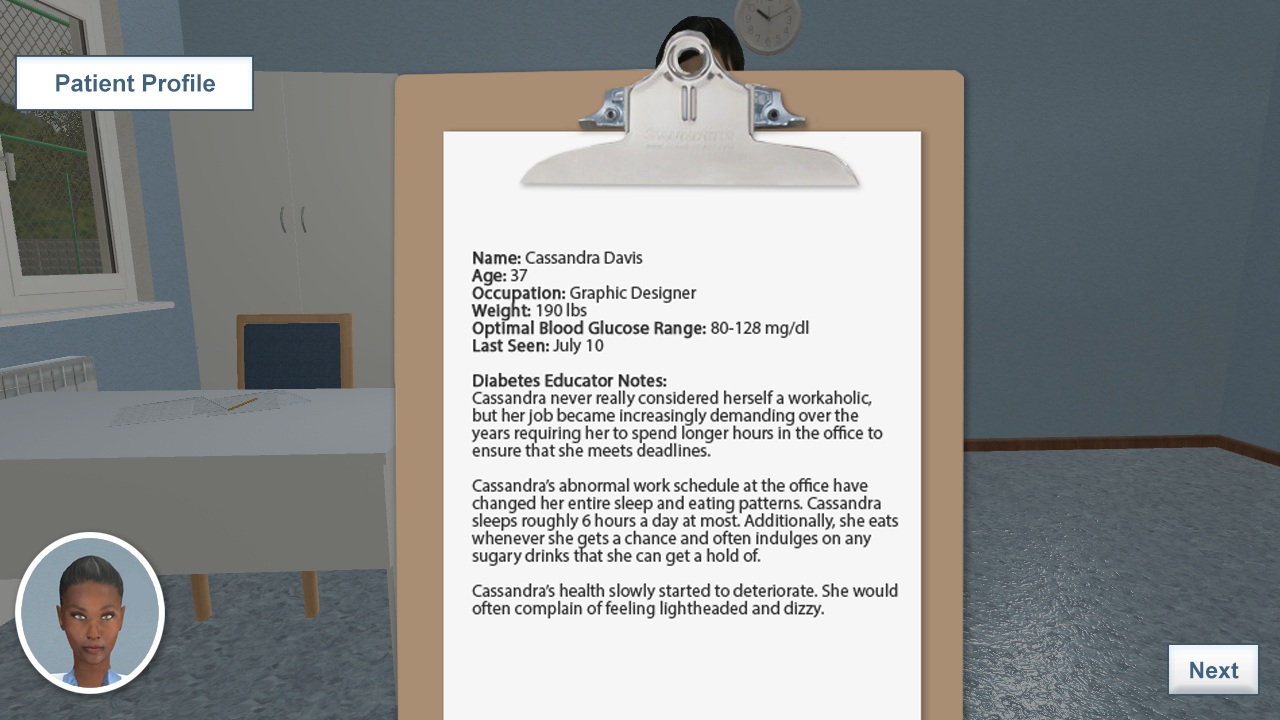 Patient Profile
Name: Cassandra Davis
Age: 37
Occupation: Graphic Designer
Weight: 190 lbs
Optimal Blood Glucose Range: 80-128 mg/dl
Last Seen: July 10
Diabetes Educator Notes:
Cassandra never really considered herself a workaholic,
but her job became increasingly demanding over the
years requiring her to spend longer hours in the office to
ensure that she meets deadlines.
Cassandra's abnormal work schedule at the office have
changed her entire sleep and eating patterns. Cassandra
sleeps roughly 6 hours a day at most. Additionally, she eats
whenever she gets a chance and often indulges on any
sugary drinks that she can get a hold of.
Cassandra's health slowly started to deteriorate. She would
often complain of feeling lightheaded and dizzy.
Next